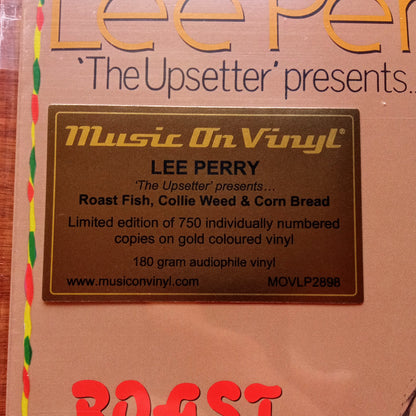 Lee Per
'The Upsetter' presents..
Music On Vinyl®
LEE PERRY
'The Upsetter' presents...
Roast Fish, Collie Weed & Corn Bread
Limited edition of 750 individually numbered
copies on gold coloured vinyl
180 gram audiophile vinyl
www.musiconvinyl.com MOVLP2898
ROAST